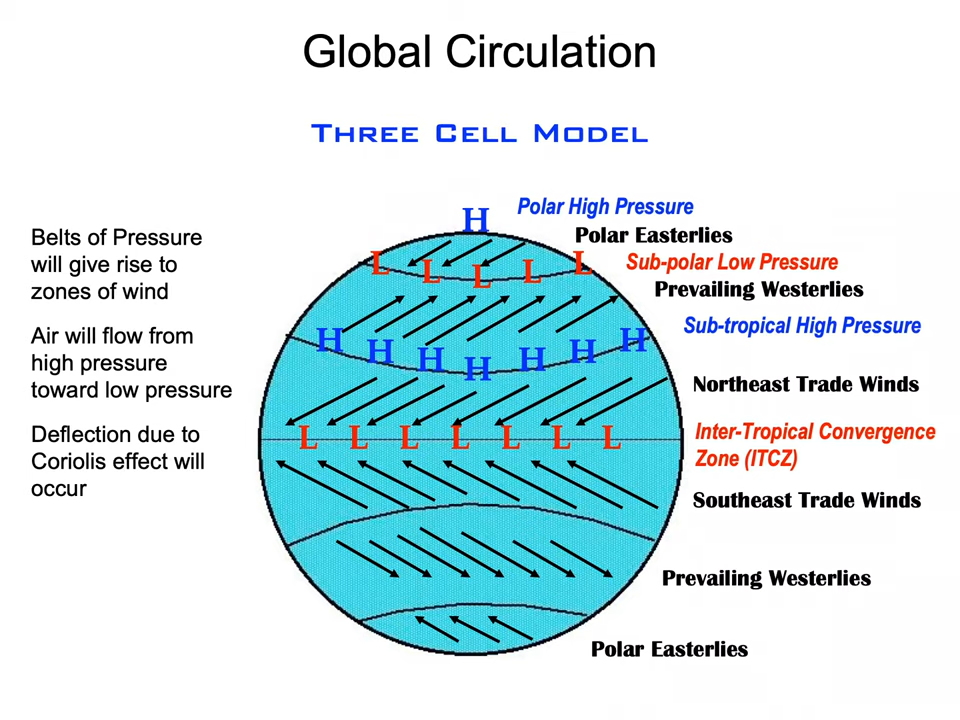 Global Circulation
THREE CELL MODEL
Belts of Pressure
will give rise to
zones of wind
Air will flow from
high pressure
toward low pressure
Deflection due to
Coriolis effect will
occur
H
Polar High Pressure
Polar Easterlies
L L L L L
Sub-polar Low Pressure
Prevailing Westerlies
H H H H H H H
Sub-tropical High Pressure
Northeast Trade Winds
L L L L L L L
Inter-Tropical Convergence
Zone (ITCZ)
Southeast Trade Winds
Prevailing Westerlies
Polar Easterlies